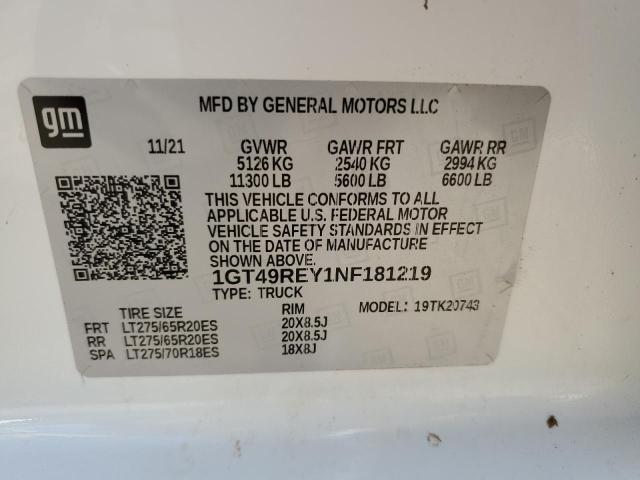 gm
MFD BY GENERAL MOTORS LLC
11/21 GVWR GAWR FRT GAWR RR
5126 KG 2540 KG 2994 KG
11300 LB 5600 LB 6600 LB
THIS VEHICLE CONFORMS TO ALL
APPLICABLE U.S. FEDERAL MOTOR
VEHICLE SAFETY STANDARDS IN EFFECT
ON THE DATE OF MANUFACTURE
SHOWN ABOVE.
1GT49REY1NF181219
TYPE: TRUCK MODEL: 19TK20743
TIRE SIZE RIM
FRT LT275/65R20ES 20X8.5J
RR LT275/65R20ES 20X8.5J
SPA LT275/70R18ES 18X8J